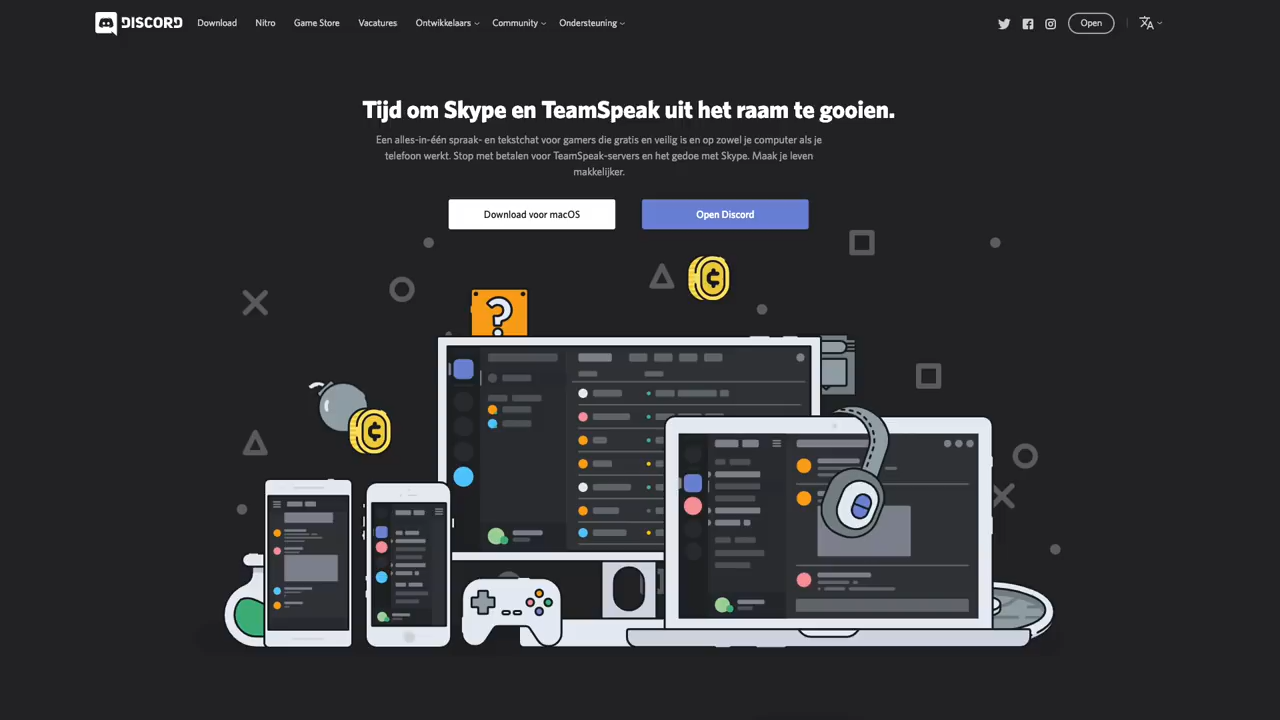 DISCORD Download Nitro Game Store Vacatures Ontwikkelaars Community Ondersteuning Open
Tijd om Skype en TeamSpeak uit het raam te gooien.
Een alles-in-één spraak- en tekstchat voor gamers die gratis en veilig is en op zowel je computer als je
telefoon werkt. Stop met betalen voor TeamSpeak-servers en het gedoe met Skype. Maak je leven
makkelijker.
Download voor macOS Open Discord